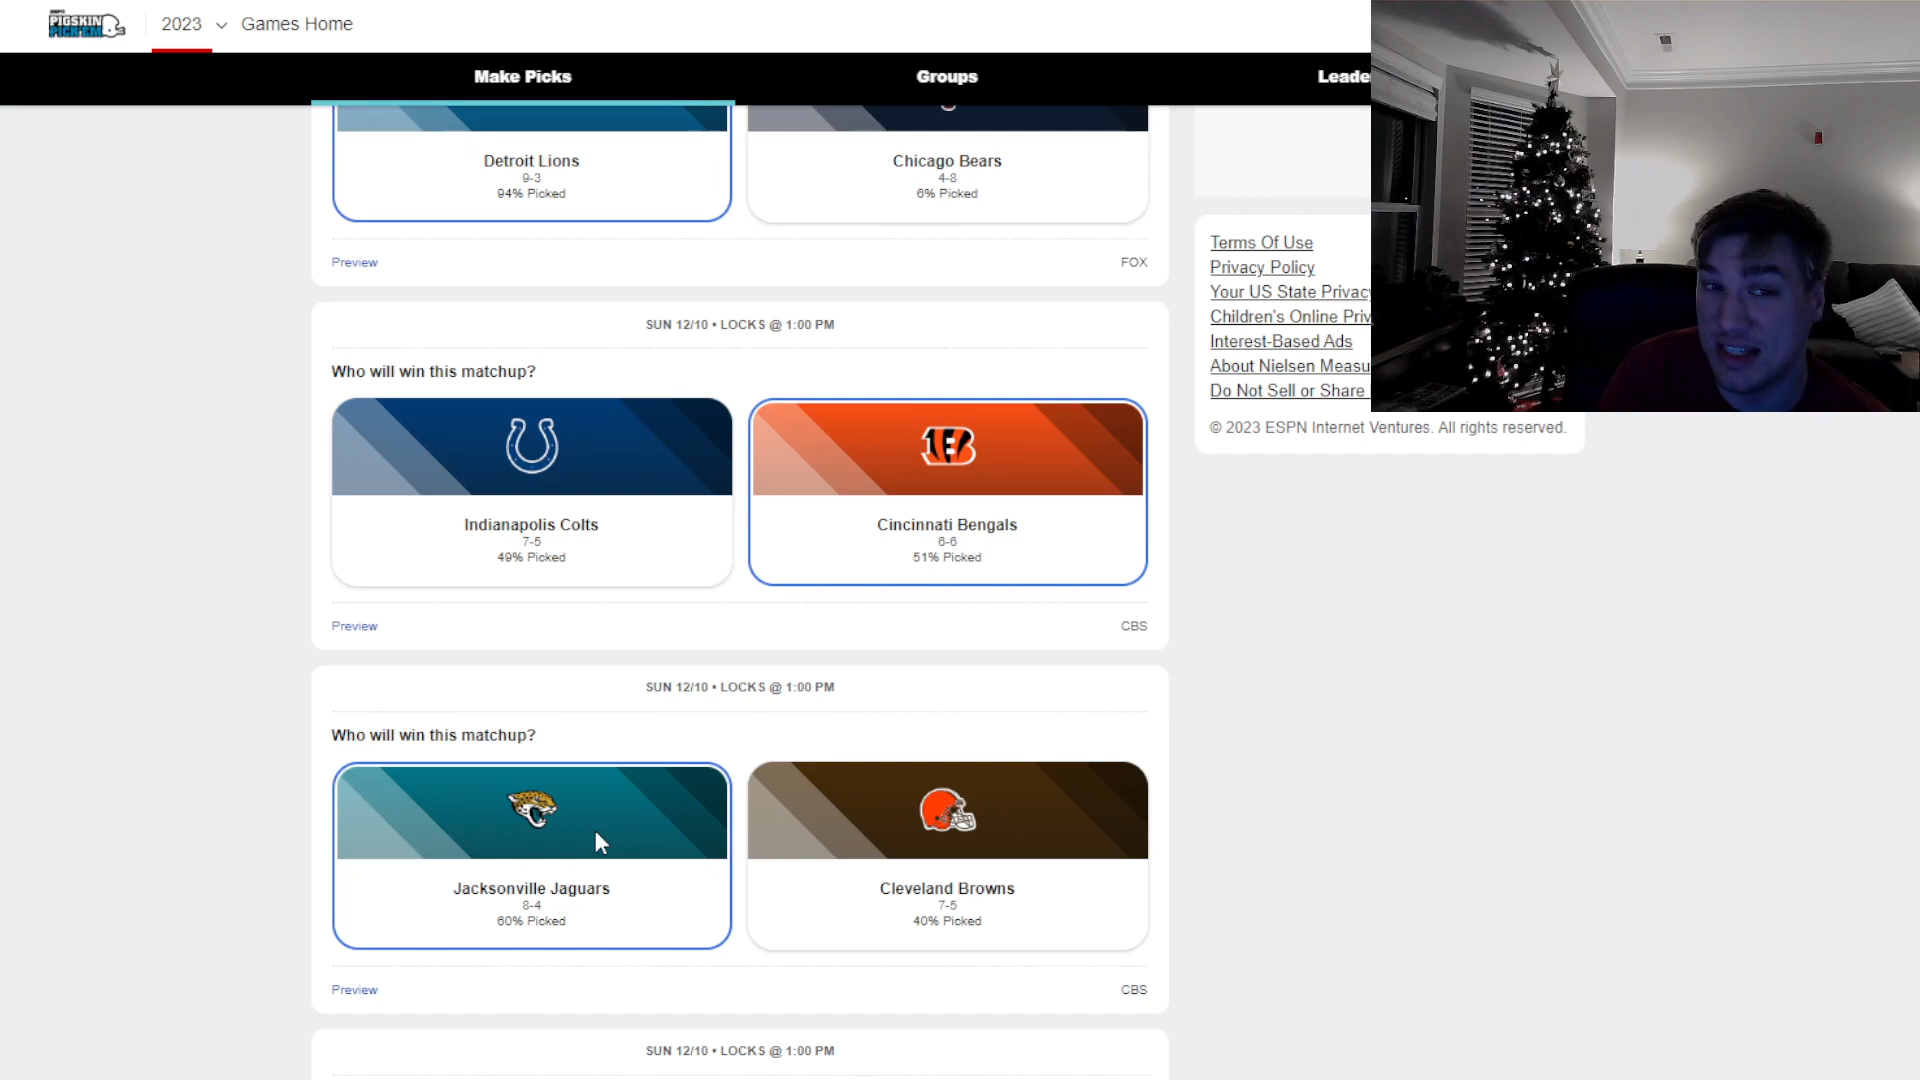 PIGSKIN
PICK'EM
2023
Games Home
Make Picks
Groups
Leade
Detroit Lions
9-3
94% Picked
Chicago Bears
4-8
6% Picked
Preview
FOX
SUN 12/10 • LOCKS @ 1:00 PM
Who will win this matchup?
Indianapolis Colts
7-5
49% Picked
Cincinnati Bengals
6-6
51% Picked
Preview
CBS
SUN 12/10 • LOCKS @ 1:00 PM
Who will win this matchup?
Jacksonville Jaguars
8-4
60% Picked
Cleveland Browns
7-5
40% Picked
Preview
CBS
SUN 12/10 • LOCKS @ 1:00 PM
Terms Of Use
Privacy Policy
Your US State Privacy
Children's Online Priv
Interest-Based Ads
About Nielsen Measu
Do Not Sell or Share
© 2023 ESPN Internet Ventures. All rights reserved.